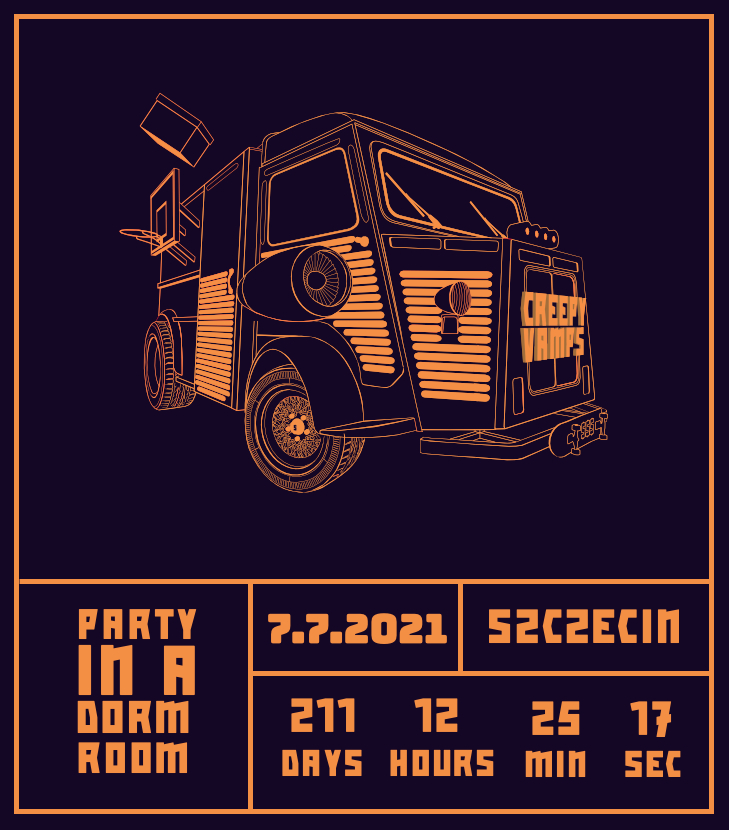 CREEPY
VAMPS
PARTY
IN A
DORM
ROOM
7.7.2021
SZCZECIN
211 12 25 17
DAYS HOURS MIN SEC